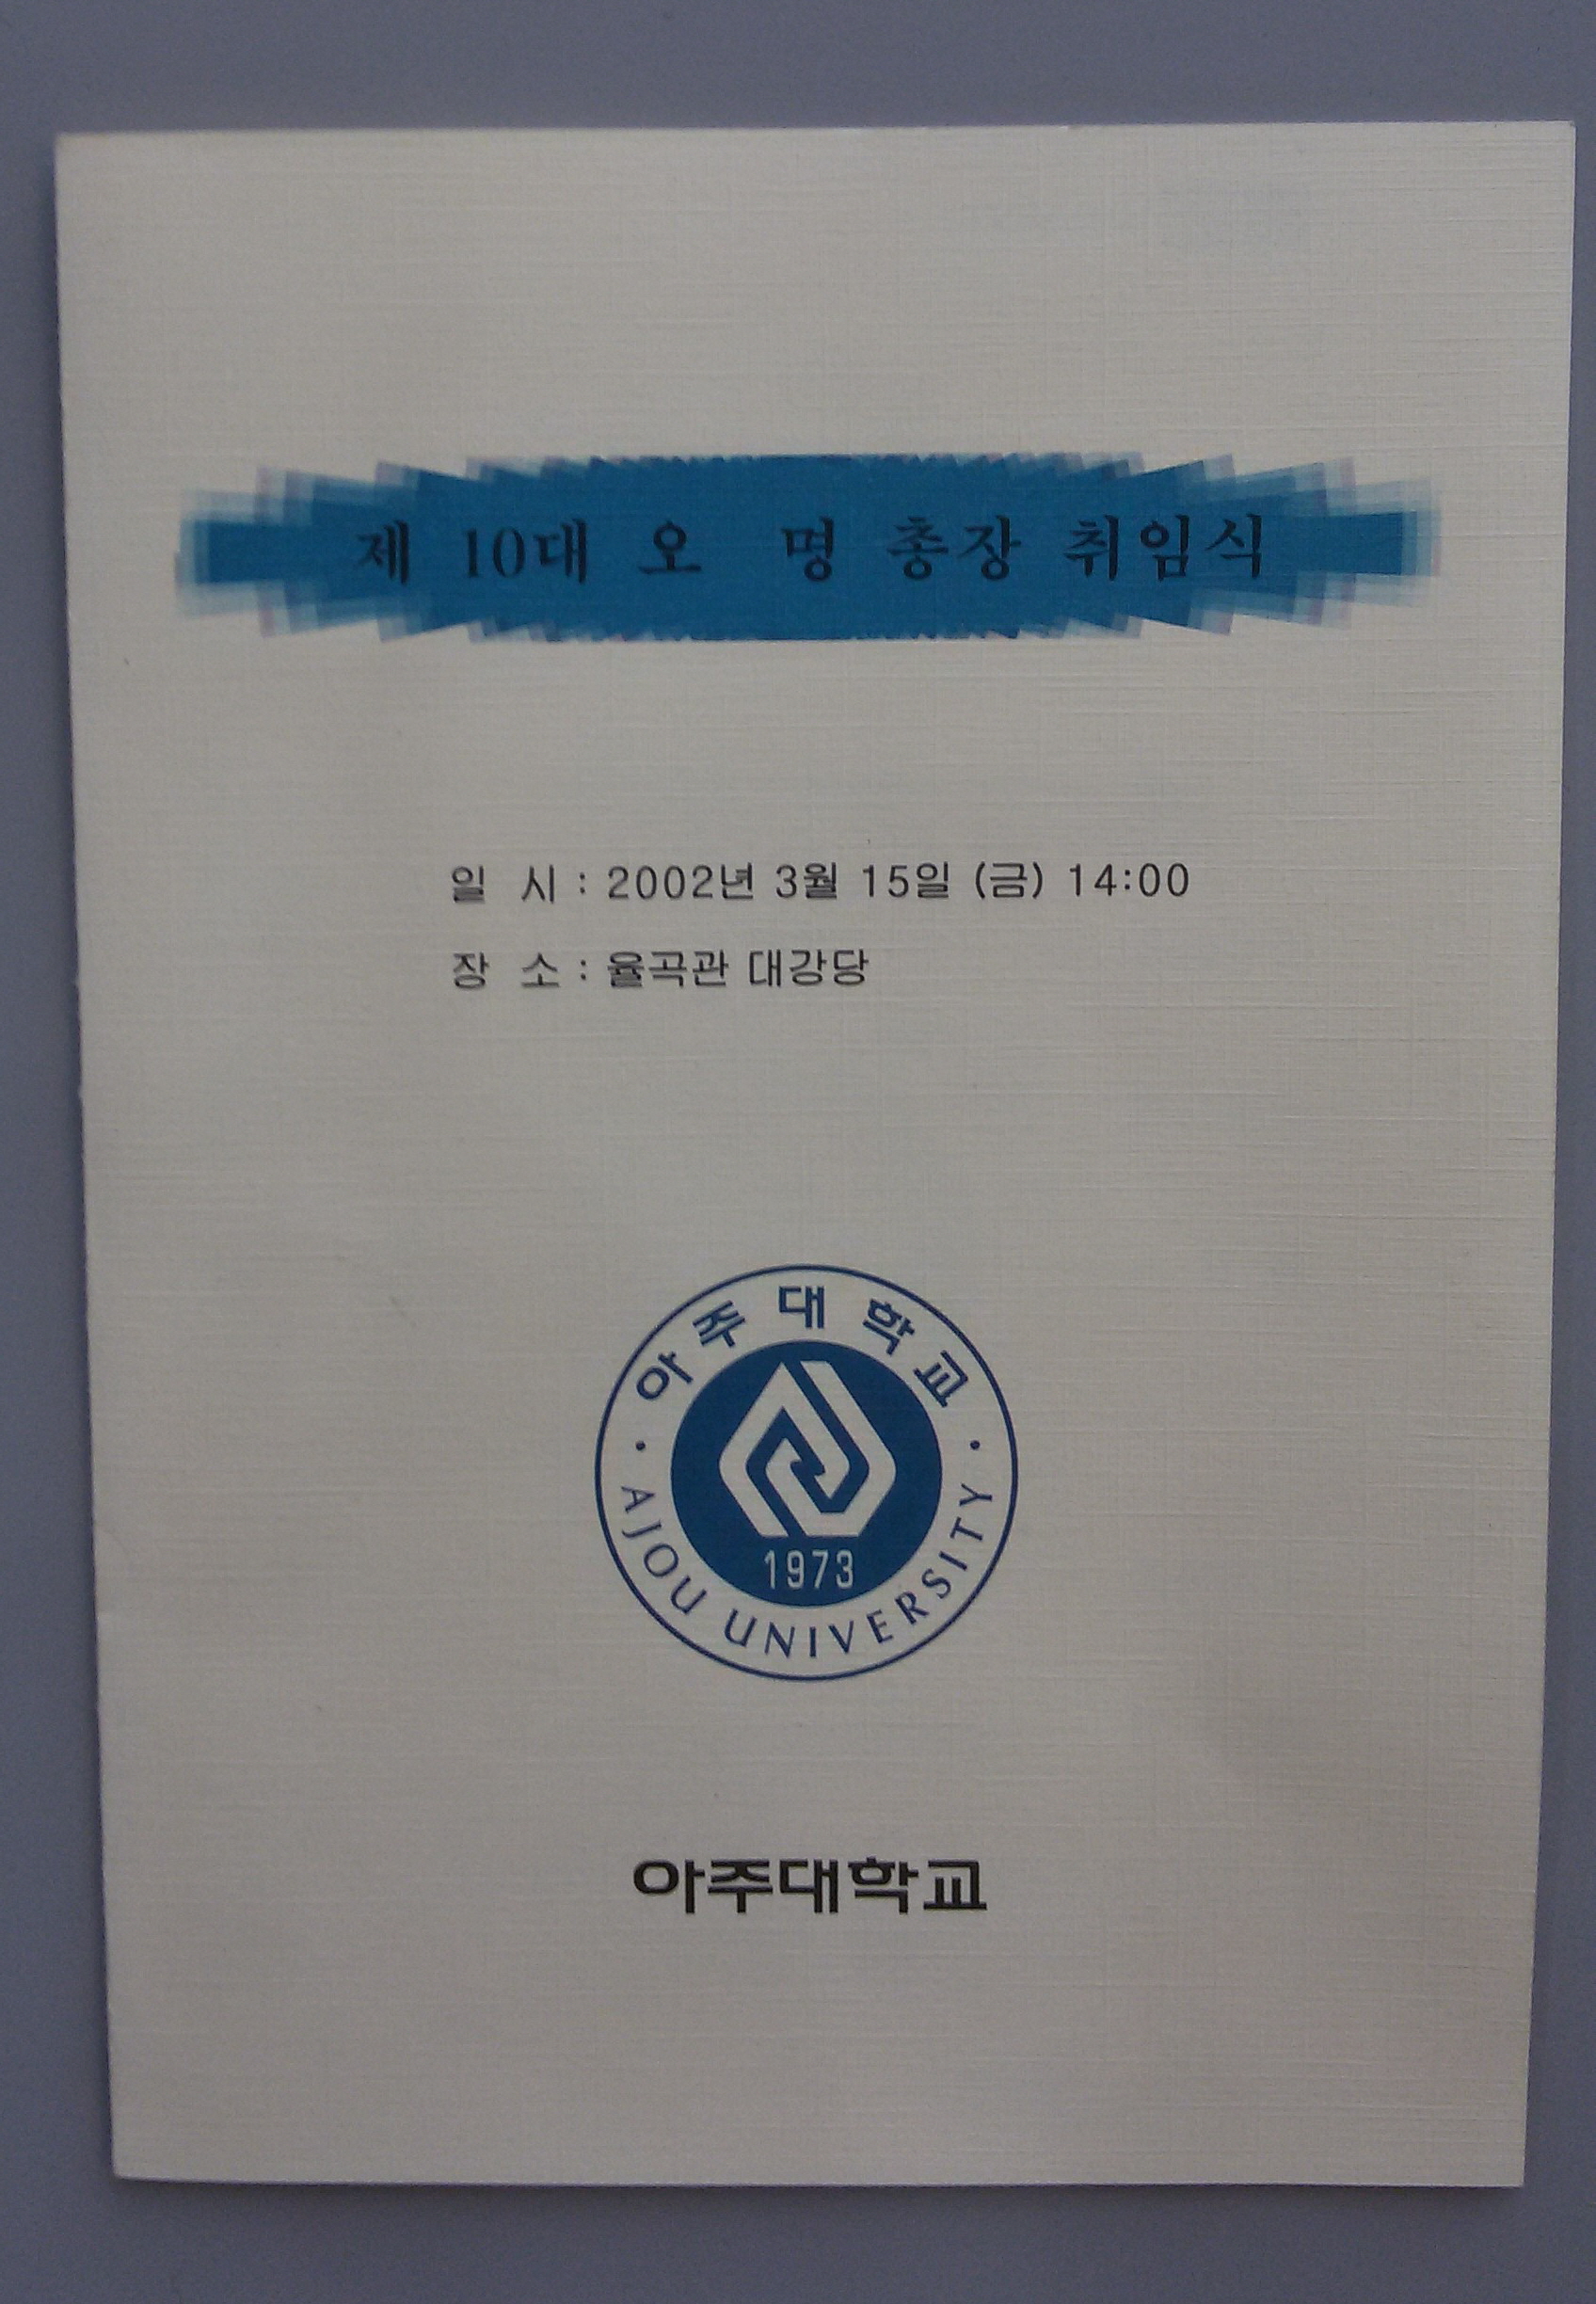 제 10대 오 명 총장 취임식
일 시 : 2002년 3월 15일 (금) 14:00
장 소 : 율곡관 대강당
아주대학교
1973
· AJOU UNIVERSITY ·
아주대학교